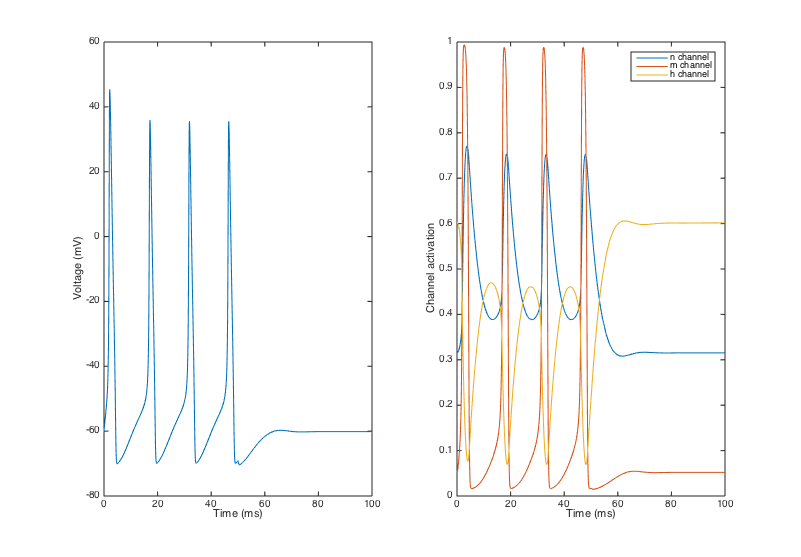 60
40
20
0
-20
-40
-60
-80
0 20 40 60 80 100
Time (ms)
Voltage (mV)
1
0.9
0.8
0.7
0.6
0.5
0.4
0.3
0.2
0.1
0
0 20 40 60 80 100
Time (ms)
Channel activation
n channel
m channel
h channel